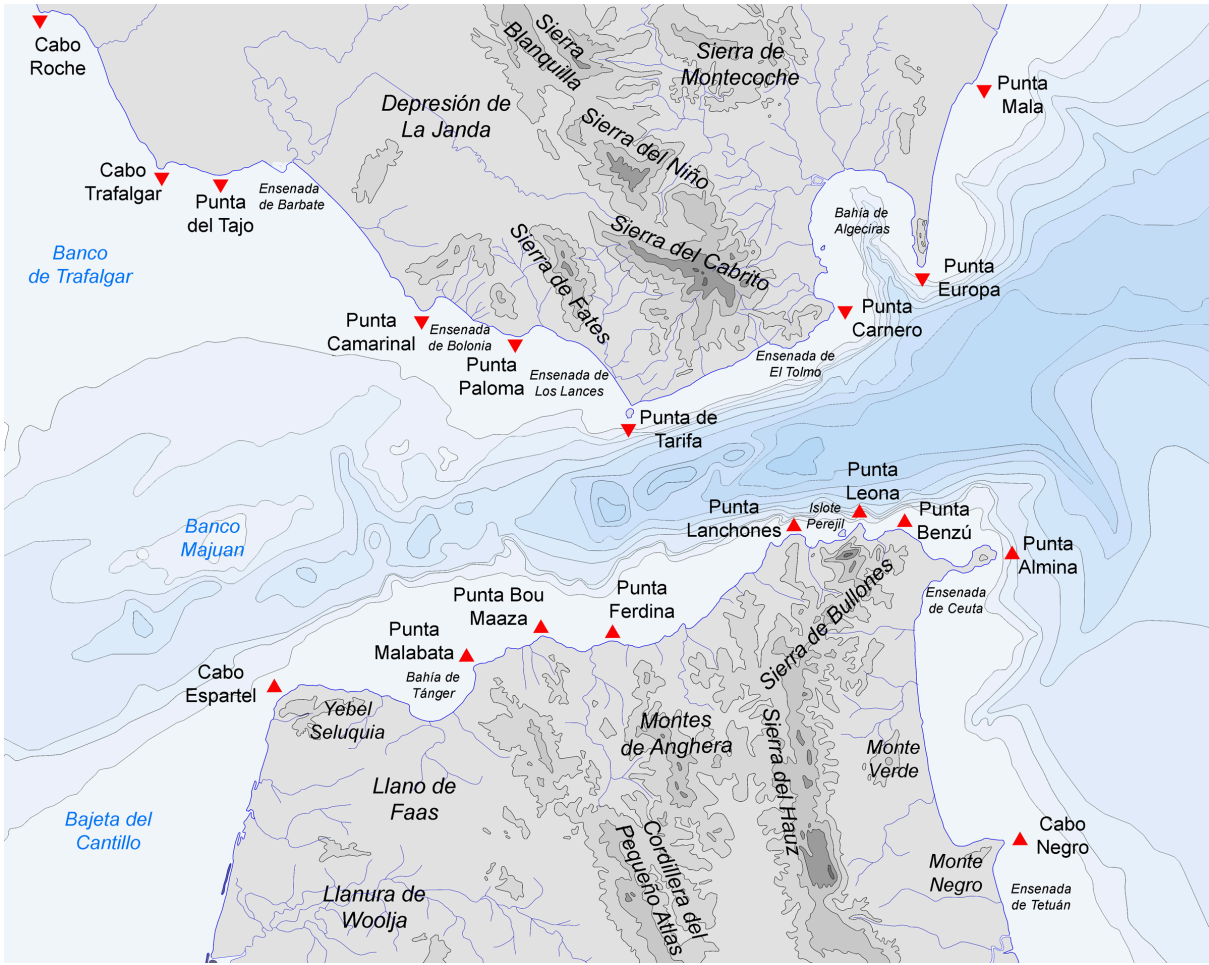 Cabo
Roche
Sierra
Blanquilla
Sierra de
Montecoche
Punta
Mala
Depresión de
La Janda
Sierra del Niño
Cabo
Trafalgar
Punta
del Tajo
Ensenada
de Barbate
Bahía de
Algeciras
Banco
de Trafalgar
Sierra de Fates
Sierra del Cabrito
Punta
Europa
Punta
Camarinal
Ensenada
de Bolonia
Punta
Carnero
Punta
Paloma
Ensenada de
Los Lances
Ensenada de
El Tolmo
Punta de
Tarifa
Punta
Leona
Punta
Lanchones
Islote
Perejil
Punta
Benzú
Banco
Majuan
Punta
Almina
Punta Bou
Maaza
Punta
Ferdina
Sierra de Bullones
Ensenada
de Ceuta
Punta
Malabata
Cabo
Espartel
Bahía de
Tánger
Yebel
Seluquia
Montes
de Anghera
Sierra del Hauz
Monte
Verde
Llano de
Faas
Bajeta del
Cantillo
Cordillera del
Pequeño Atlas
Cabo
Negro
Monte
Negro
Llanura de
Woolja
Ensenada
de Tetuán